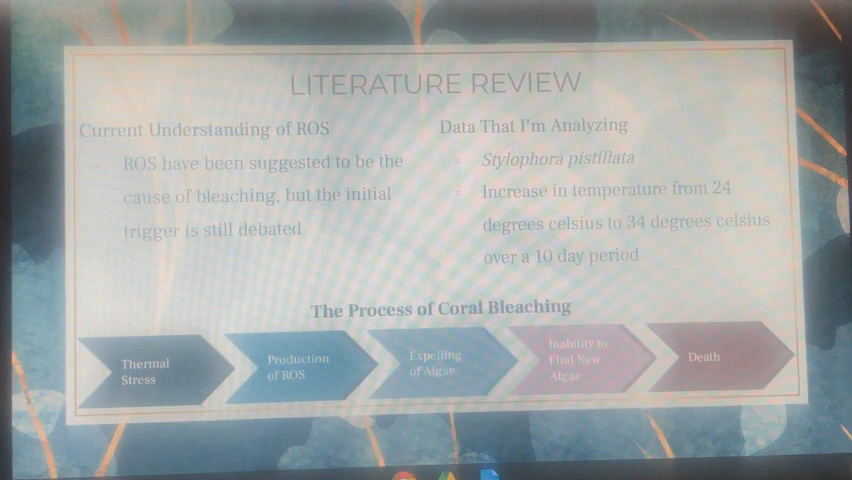 LITERATURE REVIEW
Current Understanding of ROS
ROS have been suggested to be the
cause of bleaching, but the initial
trigger is still debated
Data That I'm Analyzing
Stylophora pistillata
Increase in temperature from 24
degrees celsius to 34 degrees celsius
over a 10 day period
The Process of Coral Bleaching
Thermal
Stress
Production
of ROS
Expelling
of Algae
Inability to
Find New
Algae
Death